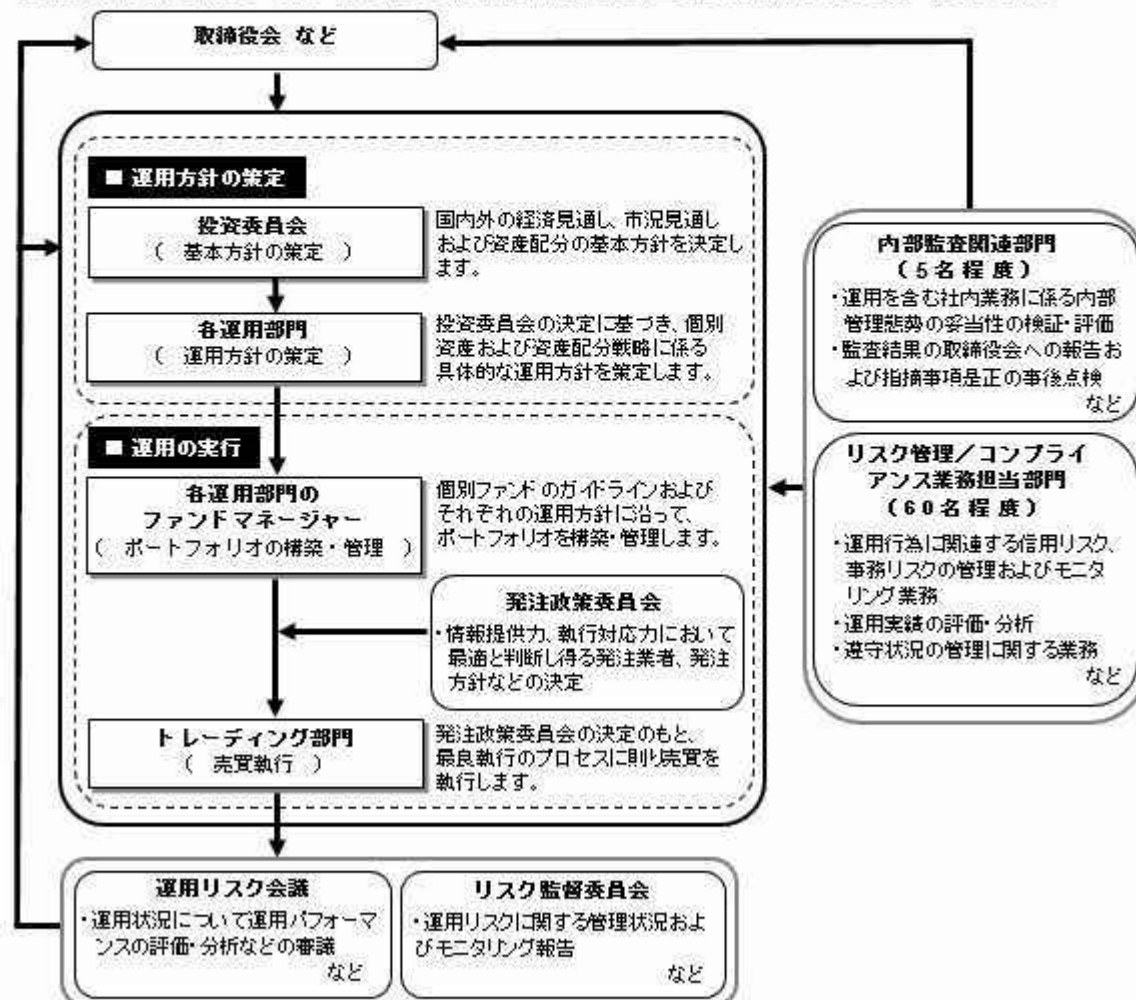 取締役会 など
■ 運用方針の策定
投資委員会
( 基本方針の策定 )
国内外の経済見通し、市況見通し
および資産配分の基本方針を決定し
ます。
各運用部門
( 運用方針の策定 )
投資委員会の決定に基づき、個別
資産および資産配分戦略に係る
具体的な運用方針を策定します。
■ 運用の実行
各運用部門の
ファンドマネージャー
( ポートフォリオの構築・管理 )
個別ファンドのガイドラインおよび
それぞれの運用方針に沿って、
ポートフォリオを構築・管理します。
発注政策委員会
・情報提供力、執行対応力において
最適と判断し得る発注業者、発注
方針などの決定
トレーディング部門
( 売買執行 )
発注政策委員会の決定のもと、
最良執行のプロセスに則り売買を
執行します。
内部監査関連部門
(5名程度)
・運用を含む社内業務に係る内部
管理態勢の妥当性の検証・評価
・監査結果の取締役会への報告お
よび指摘事項是正の事後点検
など
リスク管理/コンプライ
アンス業務担当部門
(60名程度)
・運用行為に関連する信用リスク、
事務リスクの管理およびモニタ
リング業務
・運用実績の評価・分析
・遵守状況の管理に関する業務
など
運用リスク会議
・運用状況について運用パフォーマ
ンスの評価・分析などの審議
など
リスク監督委員会
・運用リスクに関する管理状況およ
びモニタリング報告
など